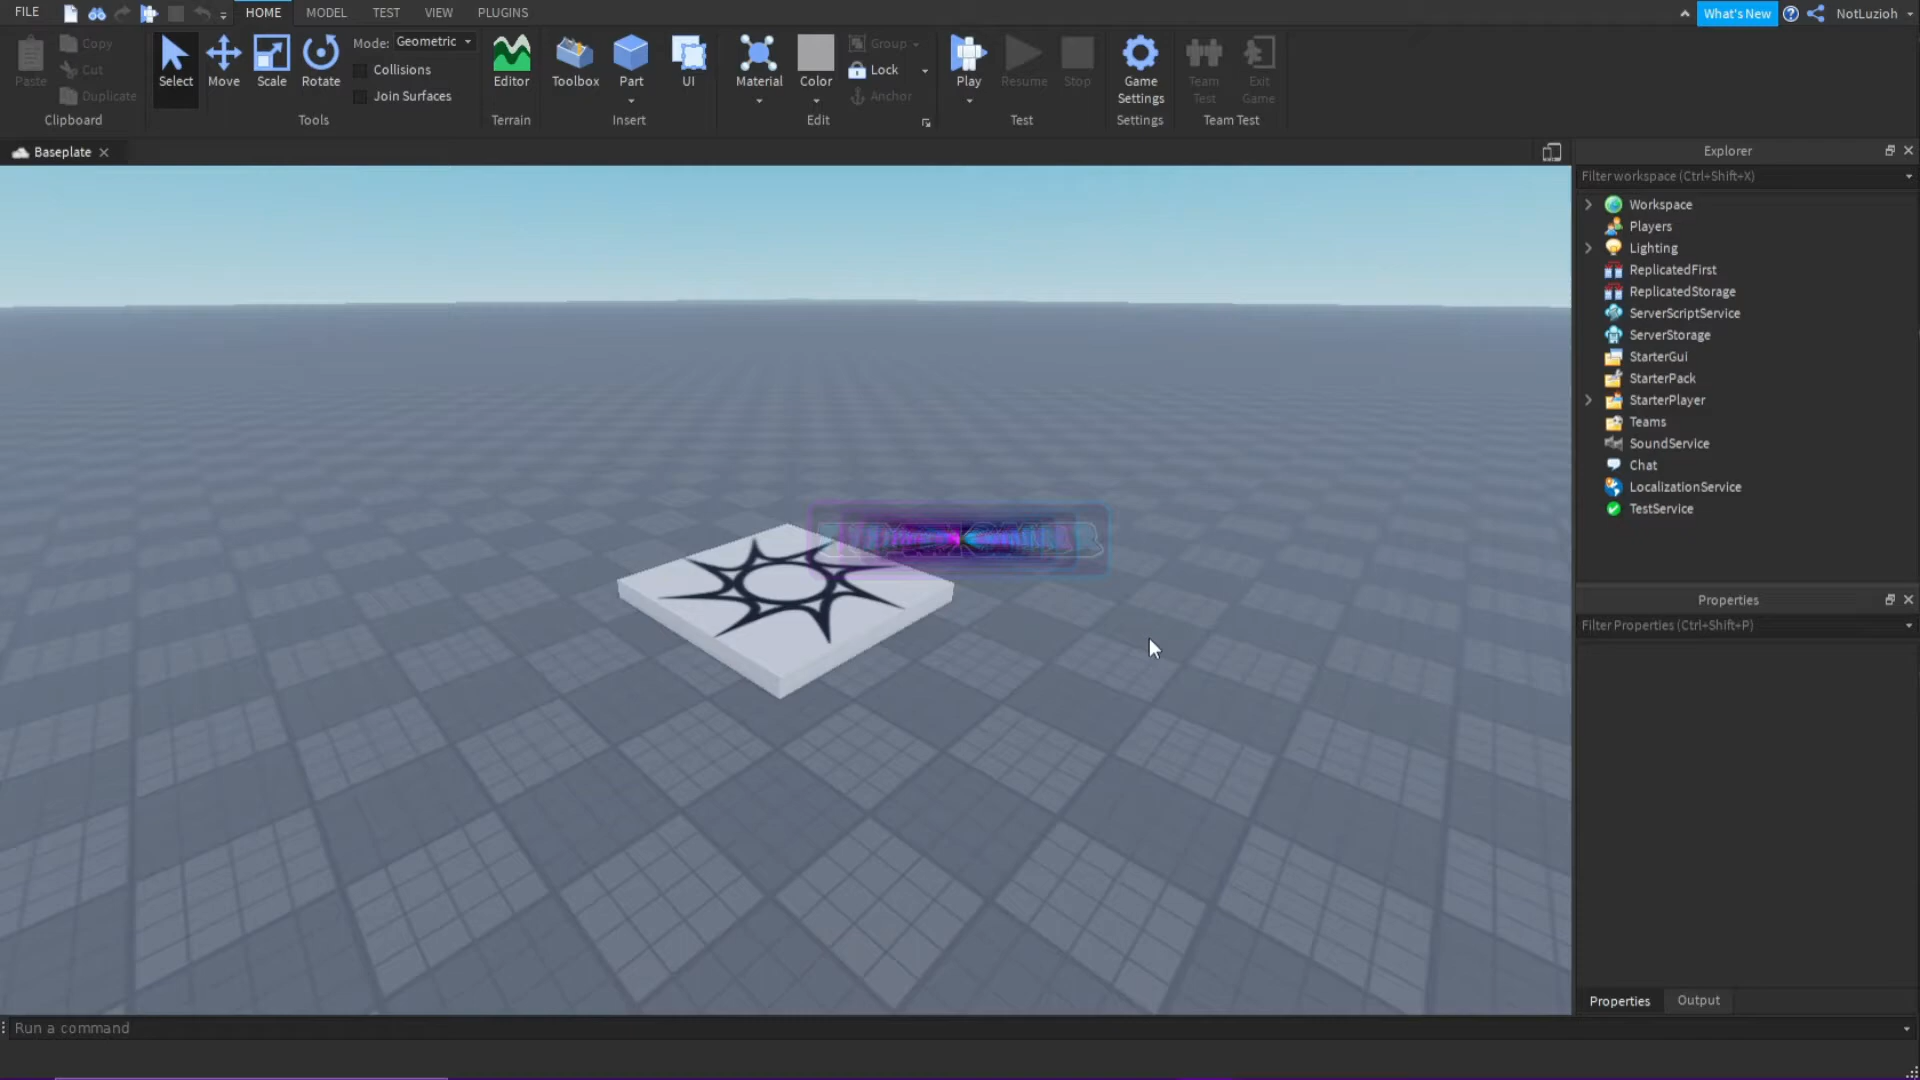 FILE HOME MODEL TEST VIEW PLUGINS What's New NotLuzioh
Paste Copy Cut Duplicate Clipboard
Select Move Scale Rotate Mode: Geometric Collisions Join Surfaces Tools
Editor Terrain
Toolbox Part UI Insert
Material Color Group Lock Anchor Edit
Play Resume Stop Test
Game Settings Settings
Team Test Exit Game Team Test
Baseplate
Explorer
Filter workspace (Ctrl+Shift+X)
Workspace
Players
Lighting
ReplicatedFirst
ReplicatedStorage
ServerScriptService
ServerStorage
StarterGui
StarterPack
StarterPlayer
Teams
SoundService
Chat
LocalizationService
TestService
Properties
Filter Properties (Ctrl+Shift+P)
Properties Output
Run a command